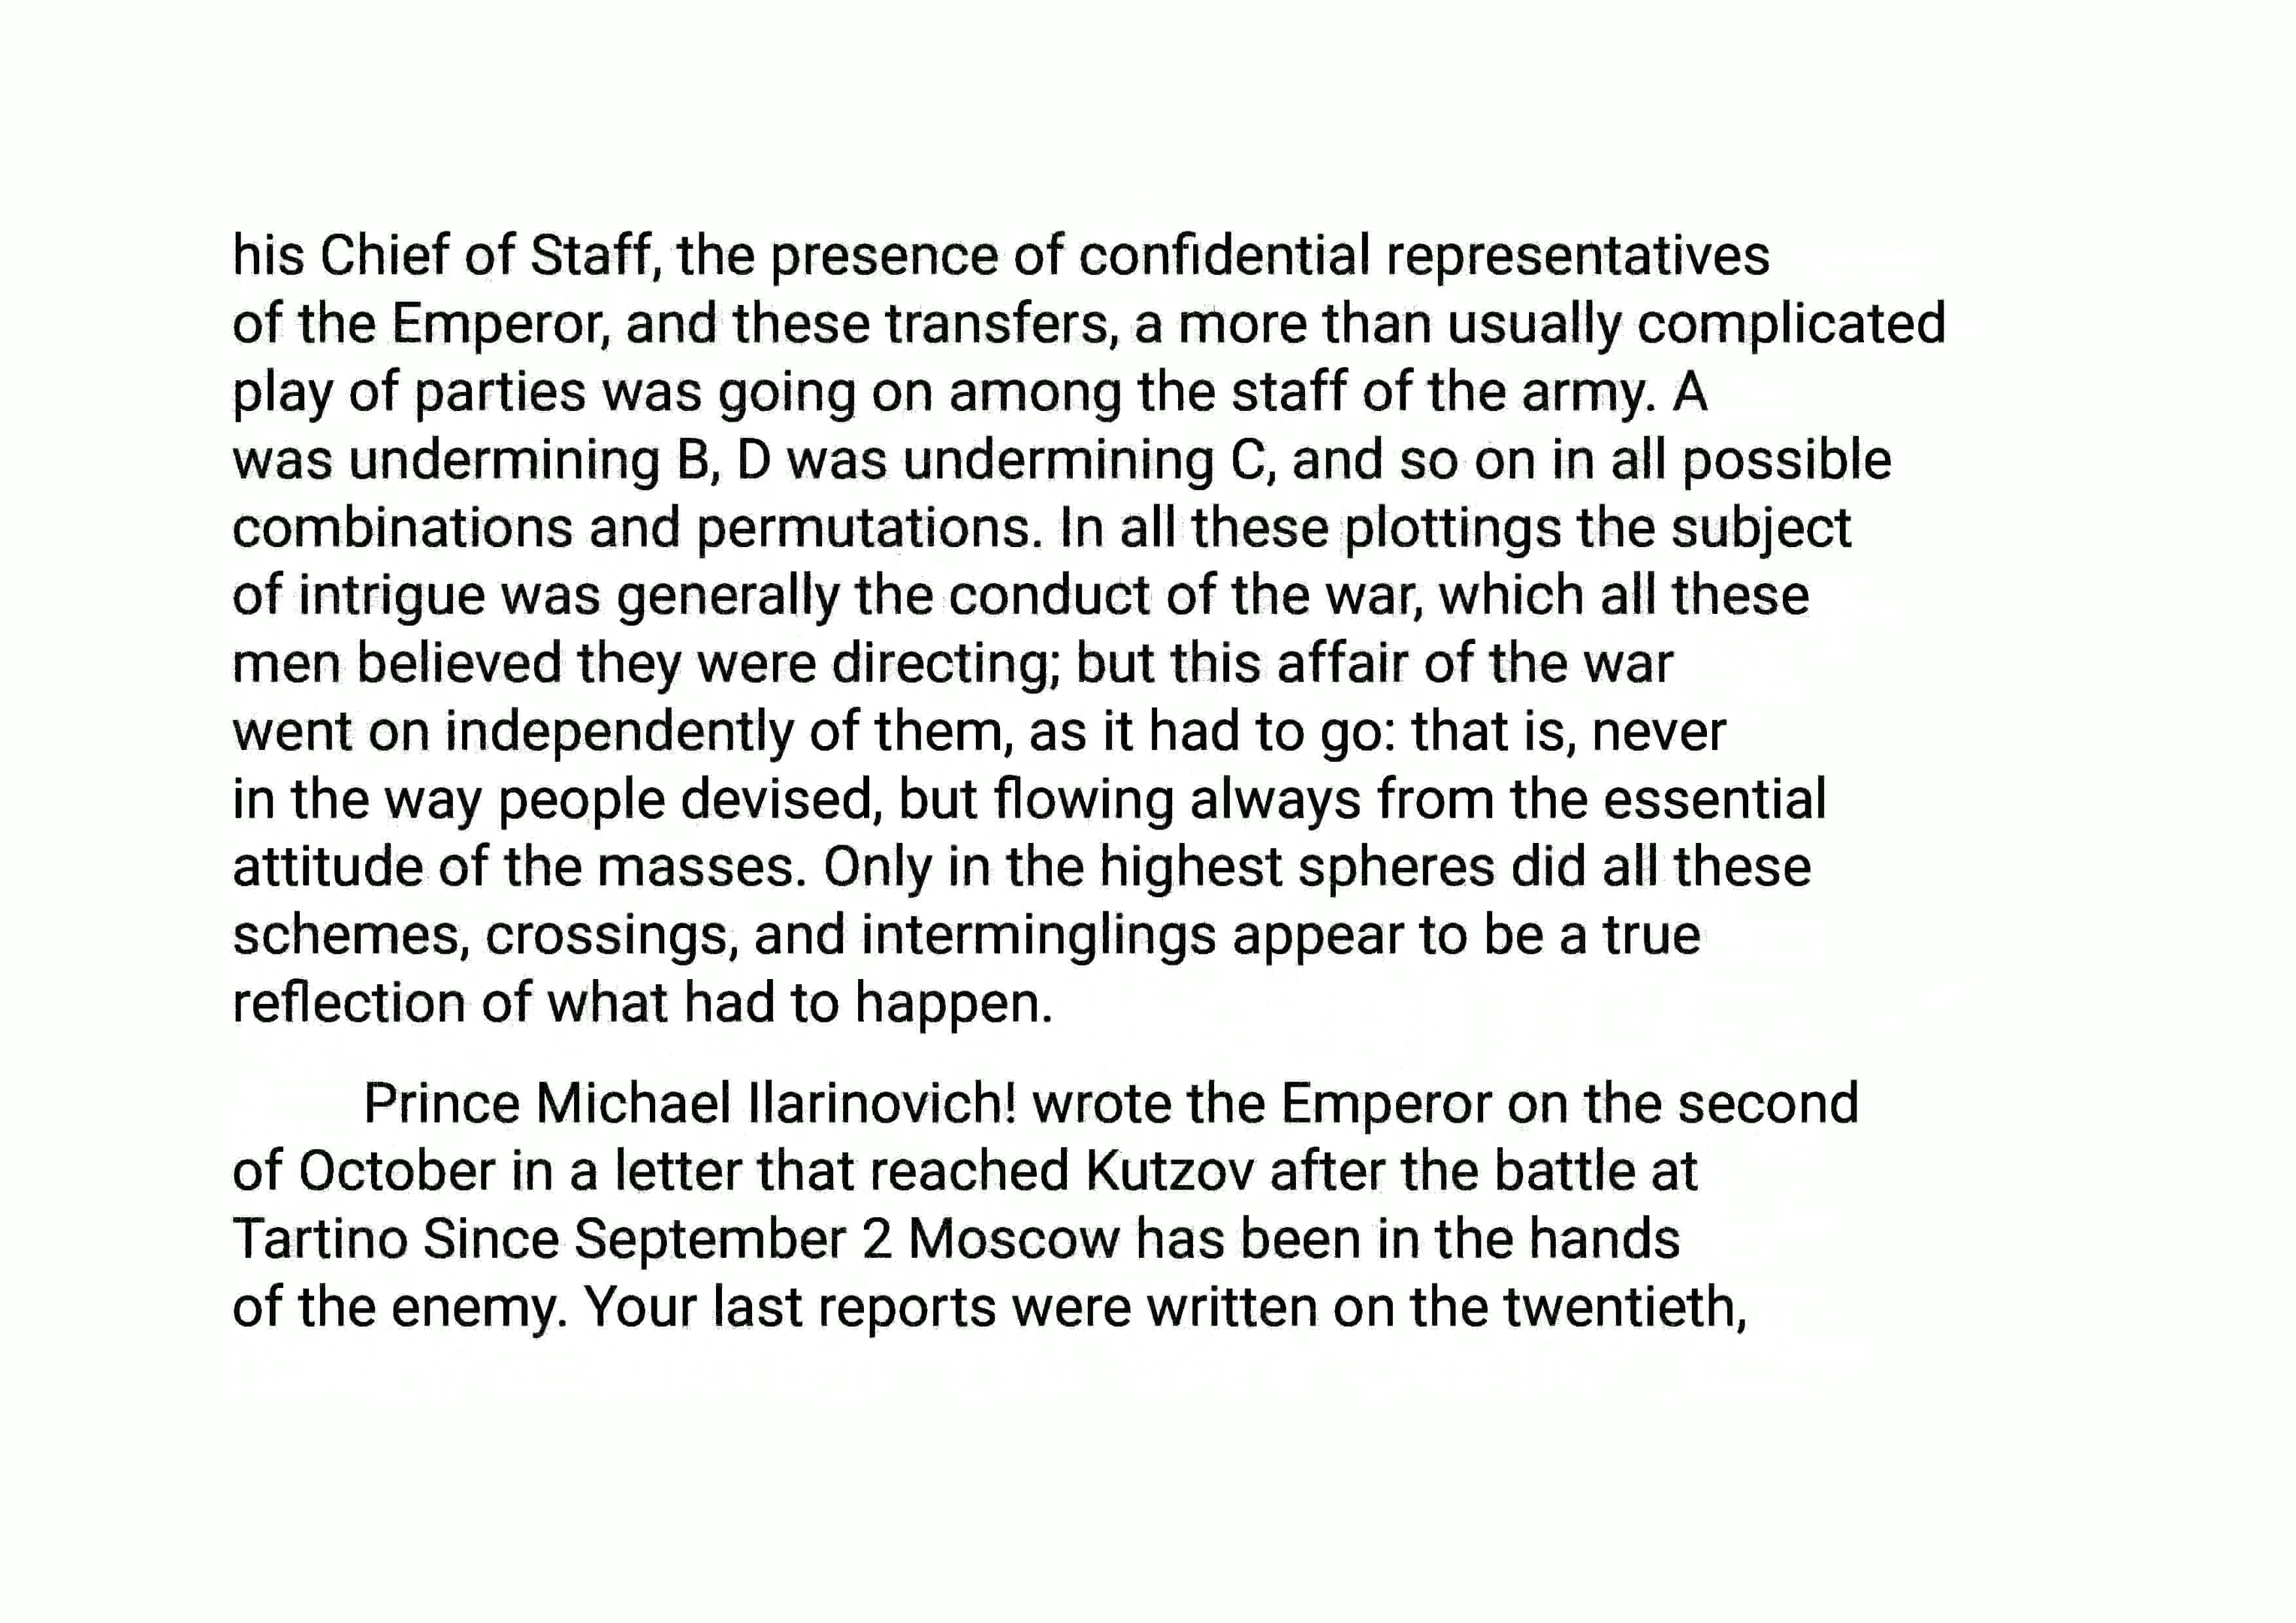 his Chief of Staff, the presence of confidential representatives
of the Emperor, and these transfers, a more than usually complicated
play of parties was going on among the staff of the army. A
was undermining B, D was undermining C, and so on in all possible
combinations and permutations. In all these plottings the subject
of intrigue was generally the conduct of the war, which all these
men believed they were directing; but this affair of the war
went on independently of them, as it had to go: that is, never
in the way people devised, but flowing always from the essential
attitude of the masses. Only in the highest spheres did all these
schemes, crossings, and interminglings appear to be a true
reflection of what had to happen.
Prince Michael Ilarinovich! wrote the Emperor on the second
of October in a letter that reached Kutzov after the battle at
Tartino Since September 2 Moscow has been in the hands
of the enemy. Your last reports were written on the twentieth,